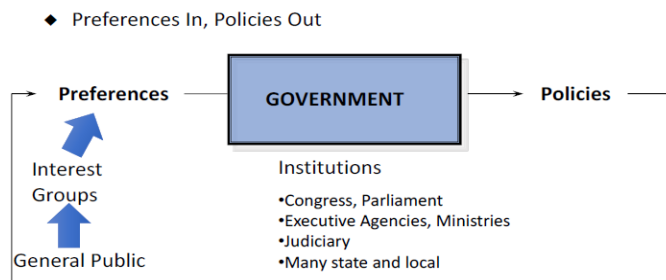 ◆ Preferences In, Policies Out
Preferences
GOVERNMENT
Policies
Interest
Groups
General Public
Institutions
•Congress, Parliament
•Executive Agencies, Ministries
•Judiciary
•Many state and local